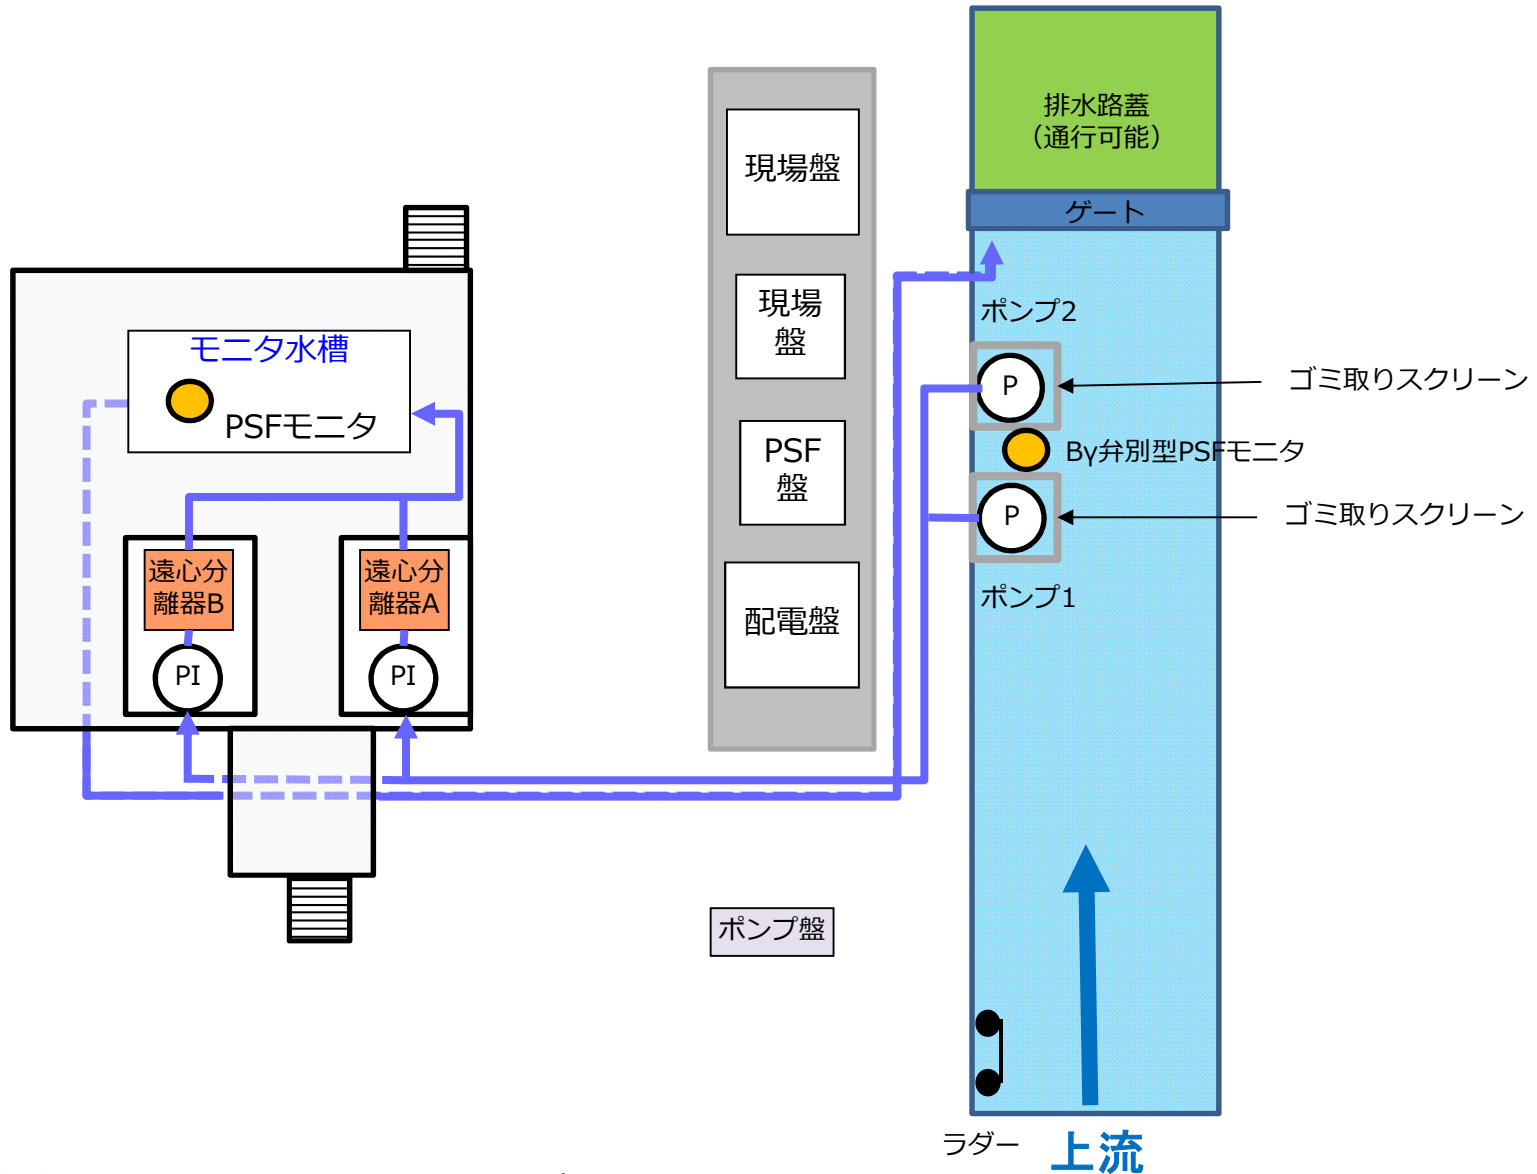 排水路蓋
（通行可能）
ゲート
現場盤
現場
盤
PSF
盤
配電盤
ポンプ盤
モニタ水槽
PSFモニタ
遠心分
離器B
遠心分
離器A
PI
PI
ポンプ2
P
ゴミ取りスクリーン
Bγ弁別型PSFモニタ
P
ゴミ取りスクリーン
ポンプ1
ラダー
上流